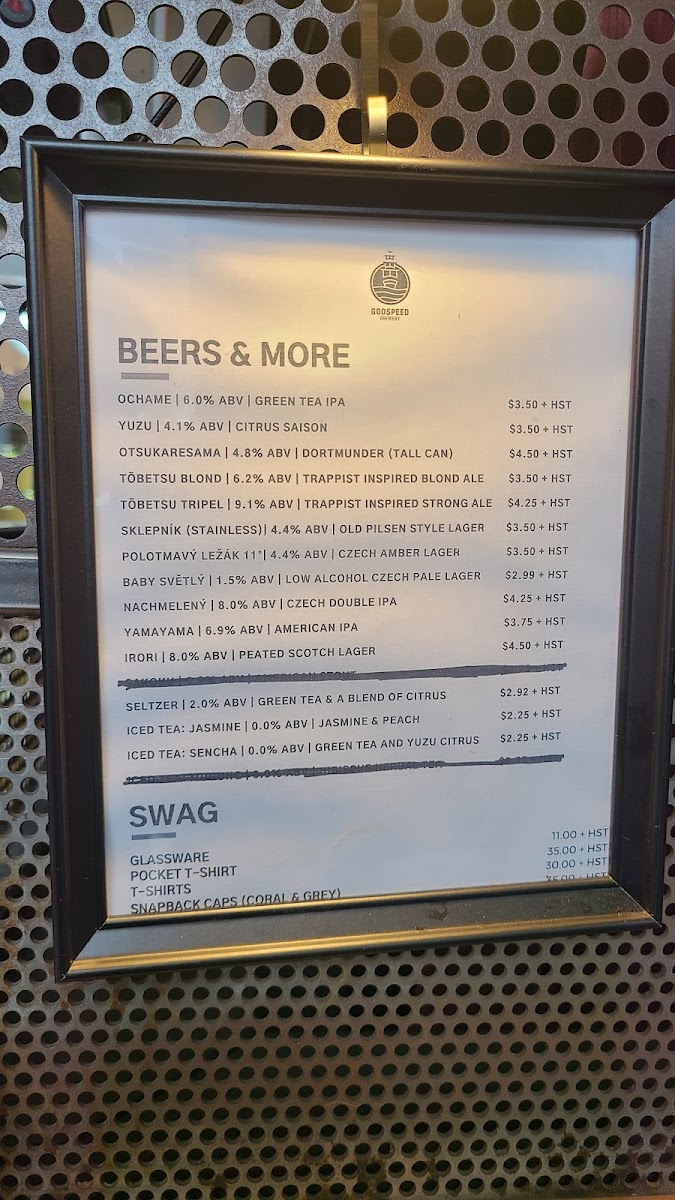 GODSPEED
BREWERY
BEERS & MORE
OCHAME | 6.0% ABV | GREEN TEA IPA $3.50 + HST
YUZU | 4.1% ABV | CITRUS SAISON $3.50 + HST
OTSUKARESAMA | 4.8% ABV | DORTMUNDER (TALL CAN) $4.50 + HST
TŌBETSU BLOND | 6.2% ABV | TRAPPIST INSPIRED BLOND ALE $3.50 + HST
TŌBETSU TRIPEL | 9.1% ABV | TRAPPIST INSPIRED STRONG ALE $4.25 + HST
SKLEPNÍK (STAINLESS)| 4.4% ABV | OLD PILSEN STYLE LAGER $3.50 + HST
POLOTMAVÝ LEŽÁK 11°| 4.4% ABV | CZECH AMBER LAGER $3.50 + HST
BABY SVĚTLÝ | 1.5% ABV | LOW ALCOHOL CZECH PALE LAGER $2.99 + HST
NACHMELENÝ | 8.0% ABV | CZECH DOUBLE IPA $4.25 + HST
YAMAYAMA | 6.9% ABV | AMERICAN IPA $3.75 + HST
IRORI | 8.0% ABV | PEATED SCOTCH LAGER $4.50 + HST
SELTZER | 2.0% ABV | GREEN TEA & A BLEND OF CITRUS $2.92 + HST
ICED TEA: JASMINE | 0.0% ABV | JASMINE & PEACH $2.25 + HST
ICED TEA: SENCHA | 0.0% ABV | GREEN TEA AND YUZU CITRUS $2.25 + HST
SWAG
GLASSWARE 11.00 + HST
POCKET T-SHIRT 35.00 + HST
T-SHIRTS 30.00 + HST
SNAPBACK CAPS (CORAL & GREY) 35.00 + HST